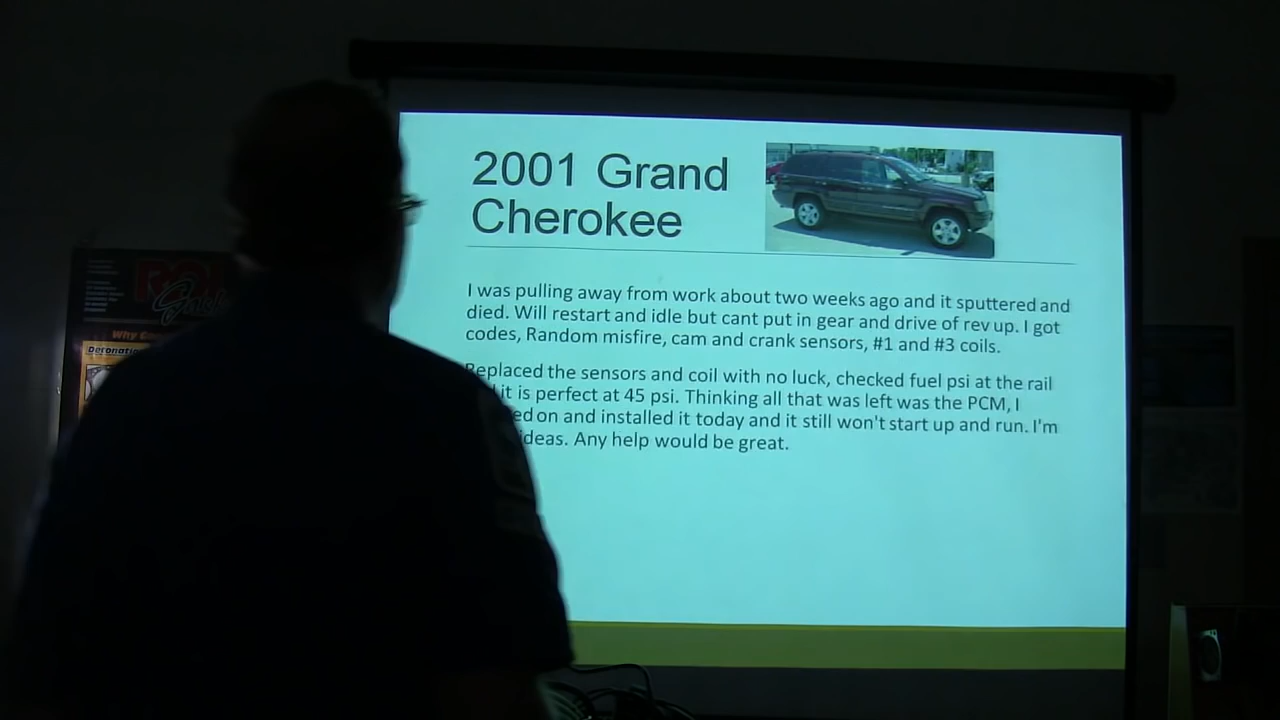 2001 Grand
Cherokee
I was pulling away from work about two weeks ago and it sputtered and
died. Will restart and idle but cant put in gear and drive of rev up. I got
codes, Random misfire, cam and crank sensors, #1 and #3 coils.
Replaced the sensors and coil with no luck, checked fuel psi at the rail
it is perfect at 45 psi. Thinking all that was left was the PCM, I
ed on and installed it today and it still won't start up and run. I'm
ideas. Any help would be great.
Why
Detonati